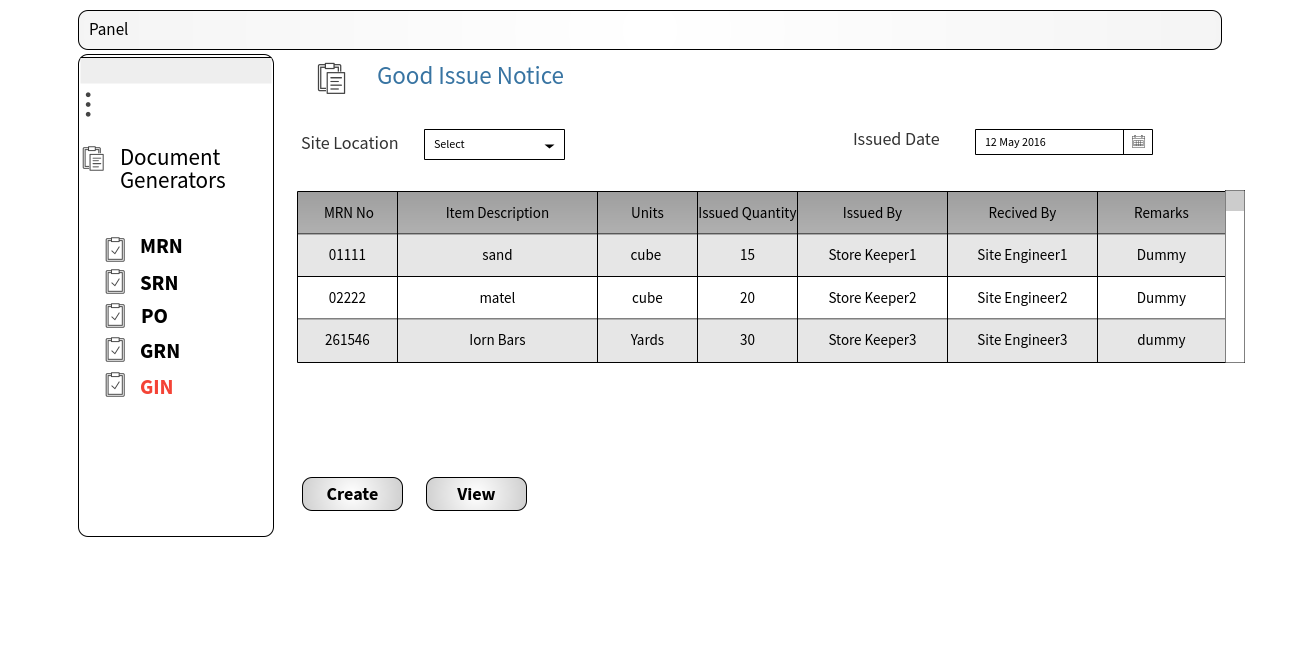 Panel
Good Issue Notice
Document
Generators
MRN
SRN
PO
GRN
GIN
Site Location
Select
Issued Date
12 May 2016
MRN No Item Description Units Issued Quantity Issued By Recived By Remarks
01111 sand cube 15 Store Keeper1 Site Engineer1 Dummy
02222 matel cube 20 Store Keeper2 Site Engineer2 Dummy
261546 Iorn Bars Yards 30 Store Keeper3 Site Engineer3 dummy
Create View